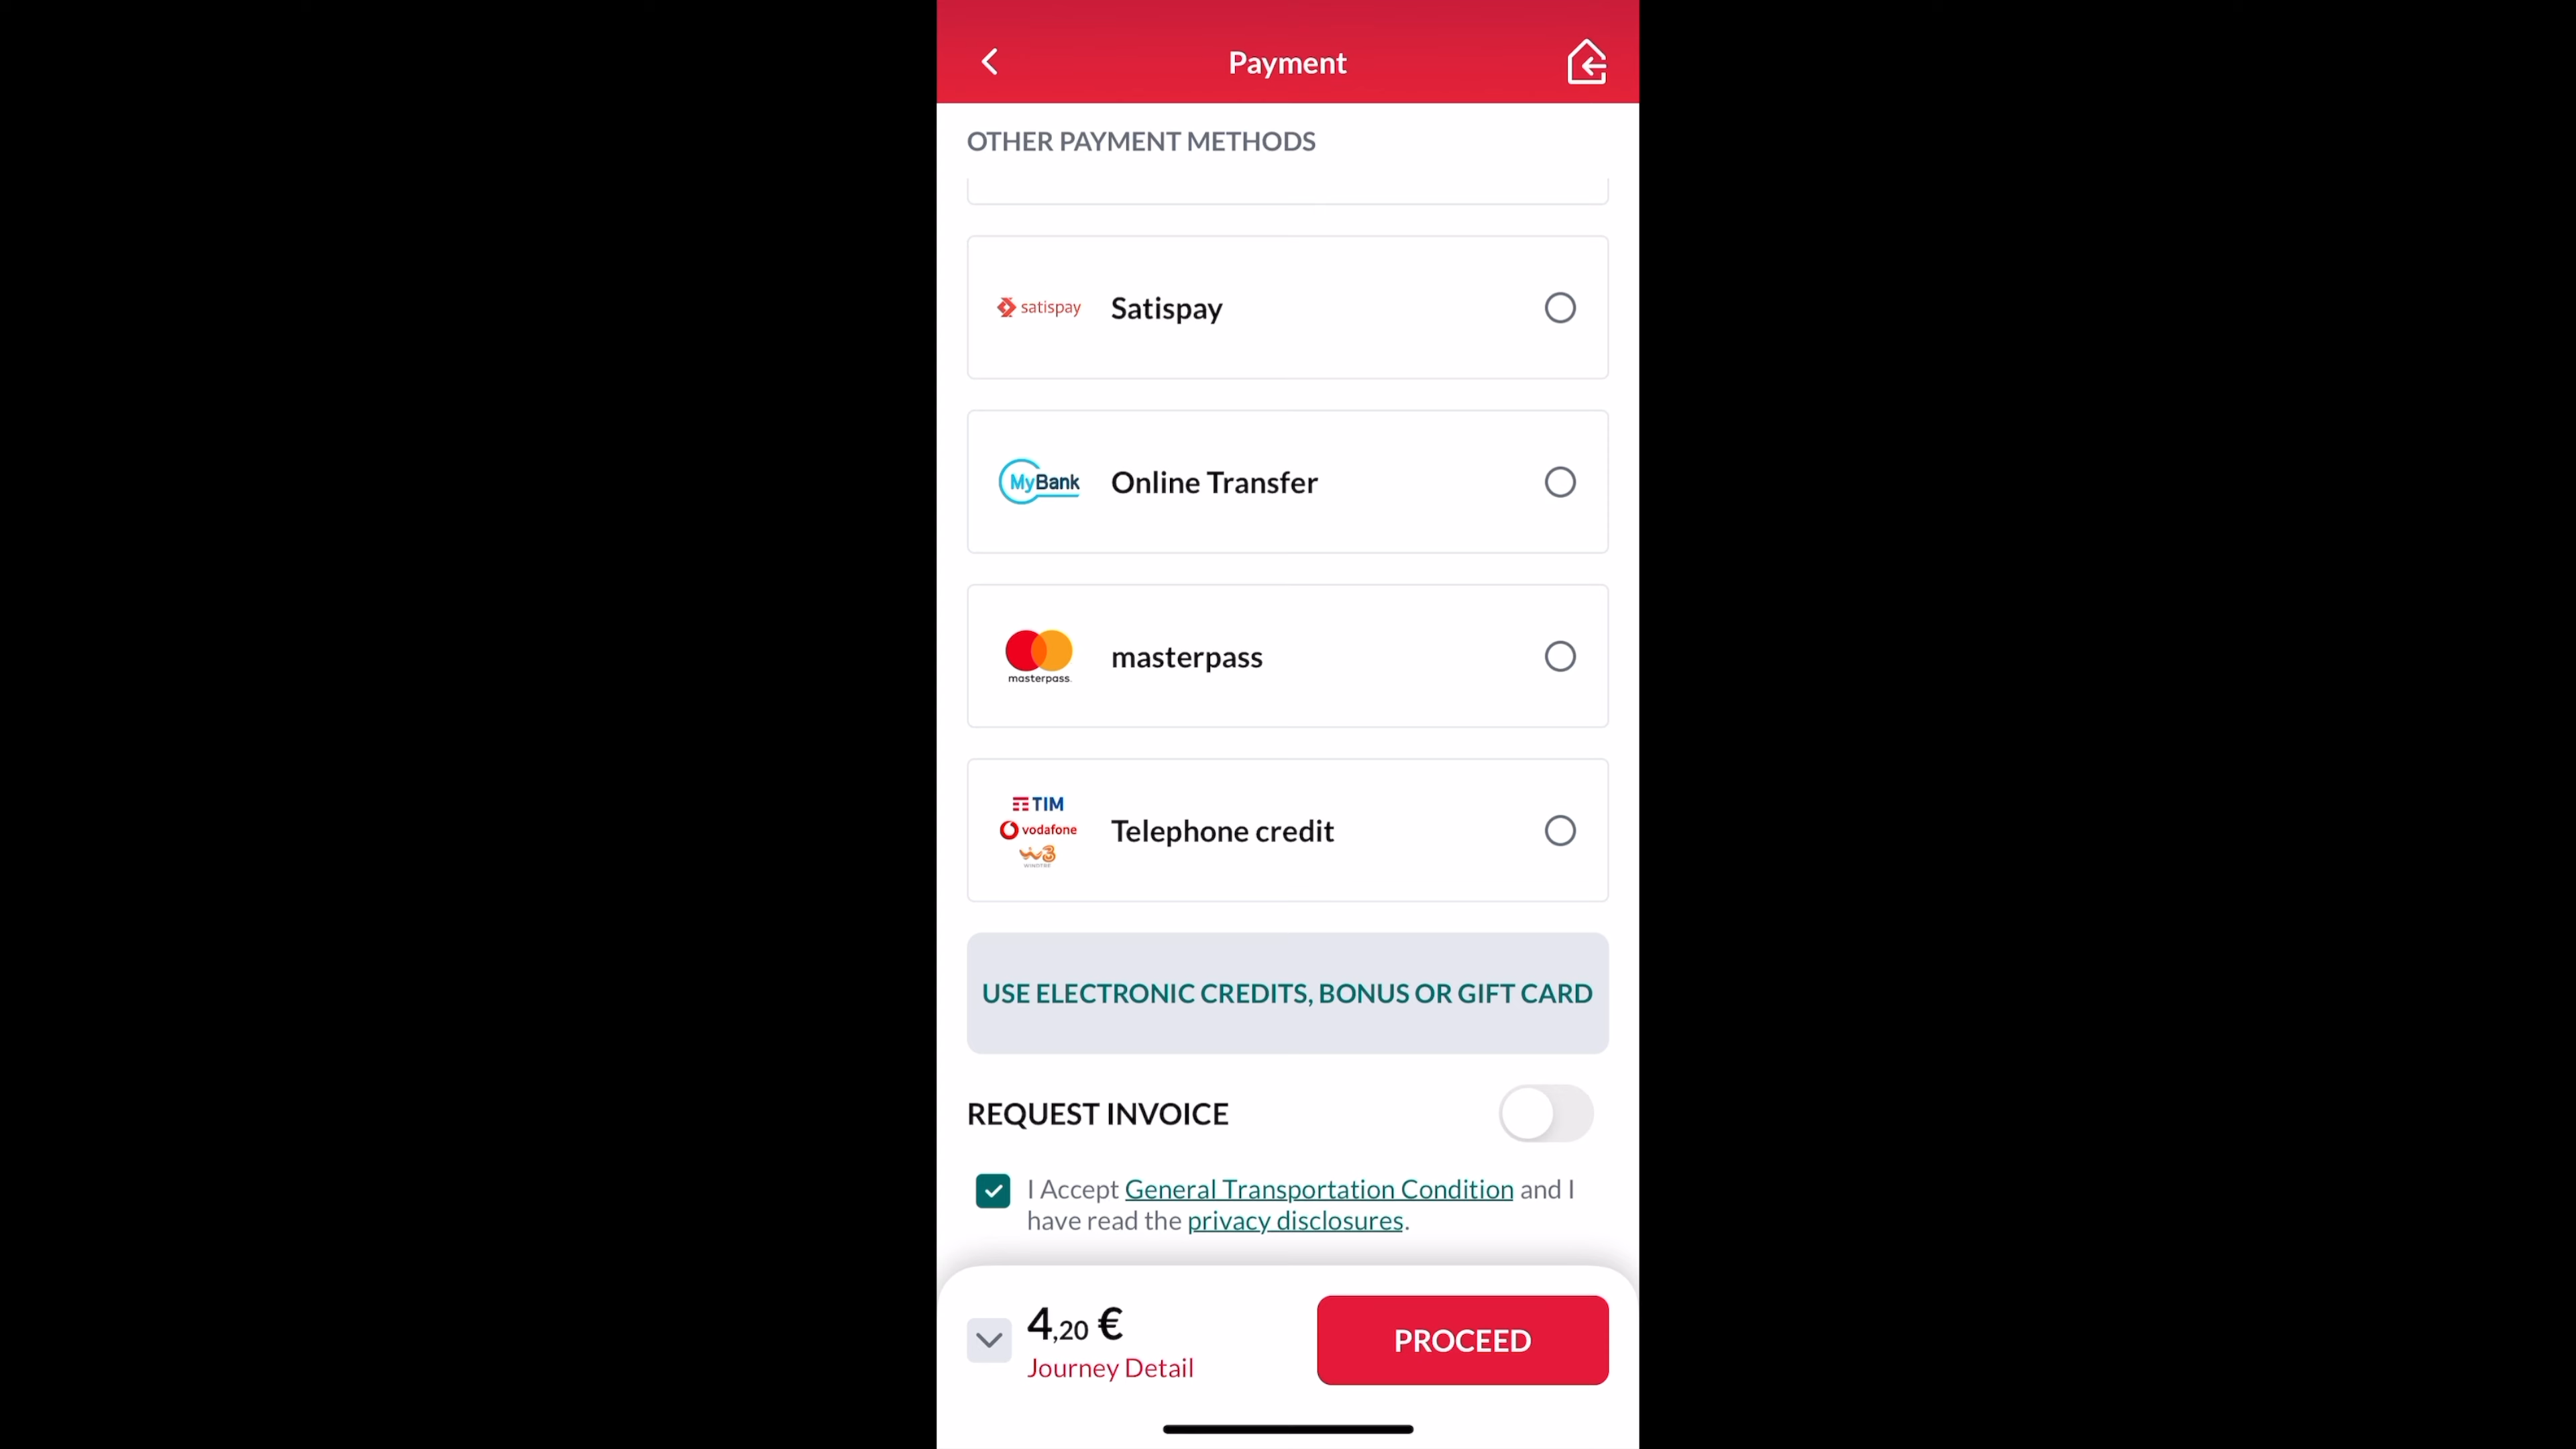 Payment
OTHER PAYMENT METHODS
satispay Satispay
MyBank Online Transfer
masterpass
masterpass.
TIM
vodafone
W3
WINDTRE
Telephone credit
USE ELECTRONIC CREDITS, BONUS OR GIFT CARD
REQUEST INVOICE
I Accept General Transportation Condition and I
have read the privacy disclosures.
4,20 €
Journey Detail
PROCEED